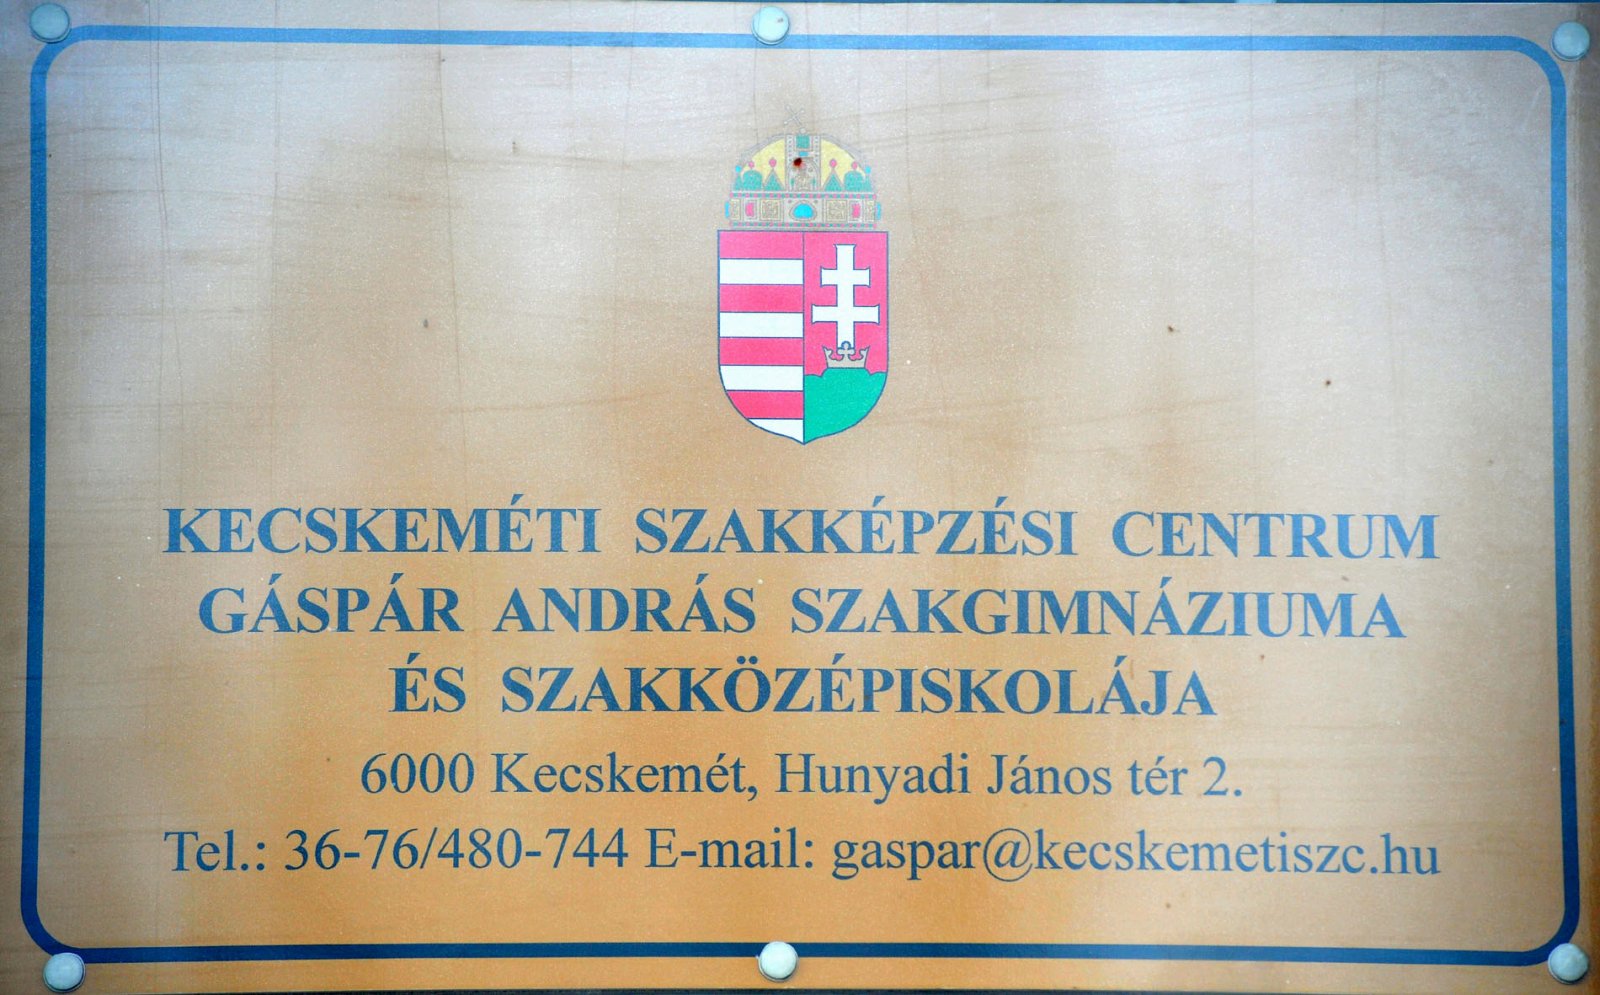 KECSKEMÉTI SZAKKÉPZÉSI CENTRUM
GÁSPÁR ANDRÁS SZAKGIMNÁZIUMA
ÉS SZAKKÖZÉPISKOLÁJA
6000 Kecskemét, Hunyadi János tér 2.
Tel.: 36-76/480-744 E-mail: gaspar@kecskemetiszc.hu